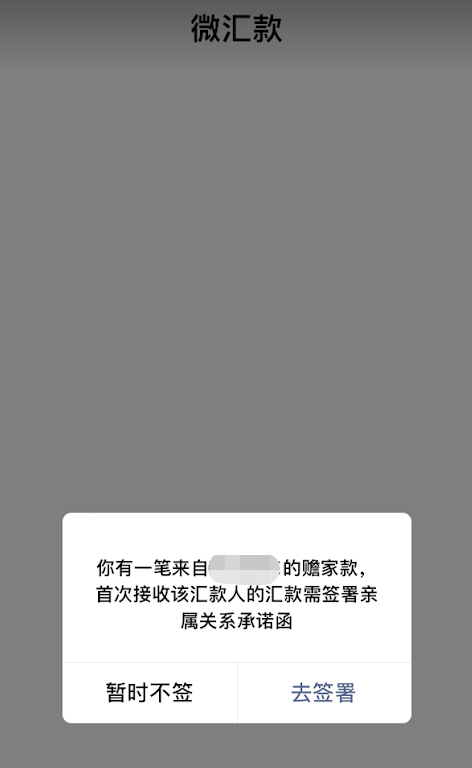 微汇款
你有一笔来自 的赡家款，
首次接收该汇款人的汇款需签署亲
属关系承诺函
暂时不签
去签署